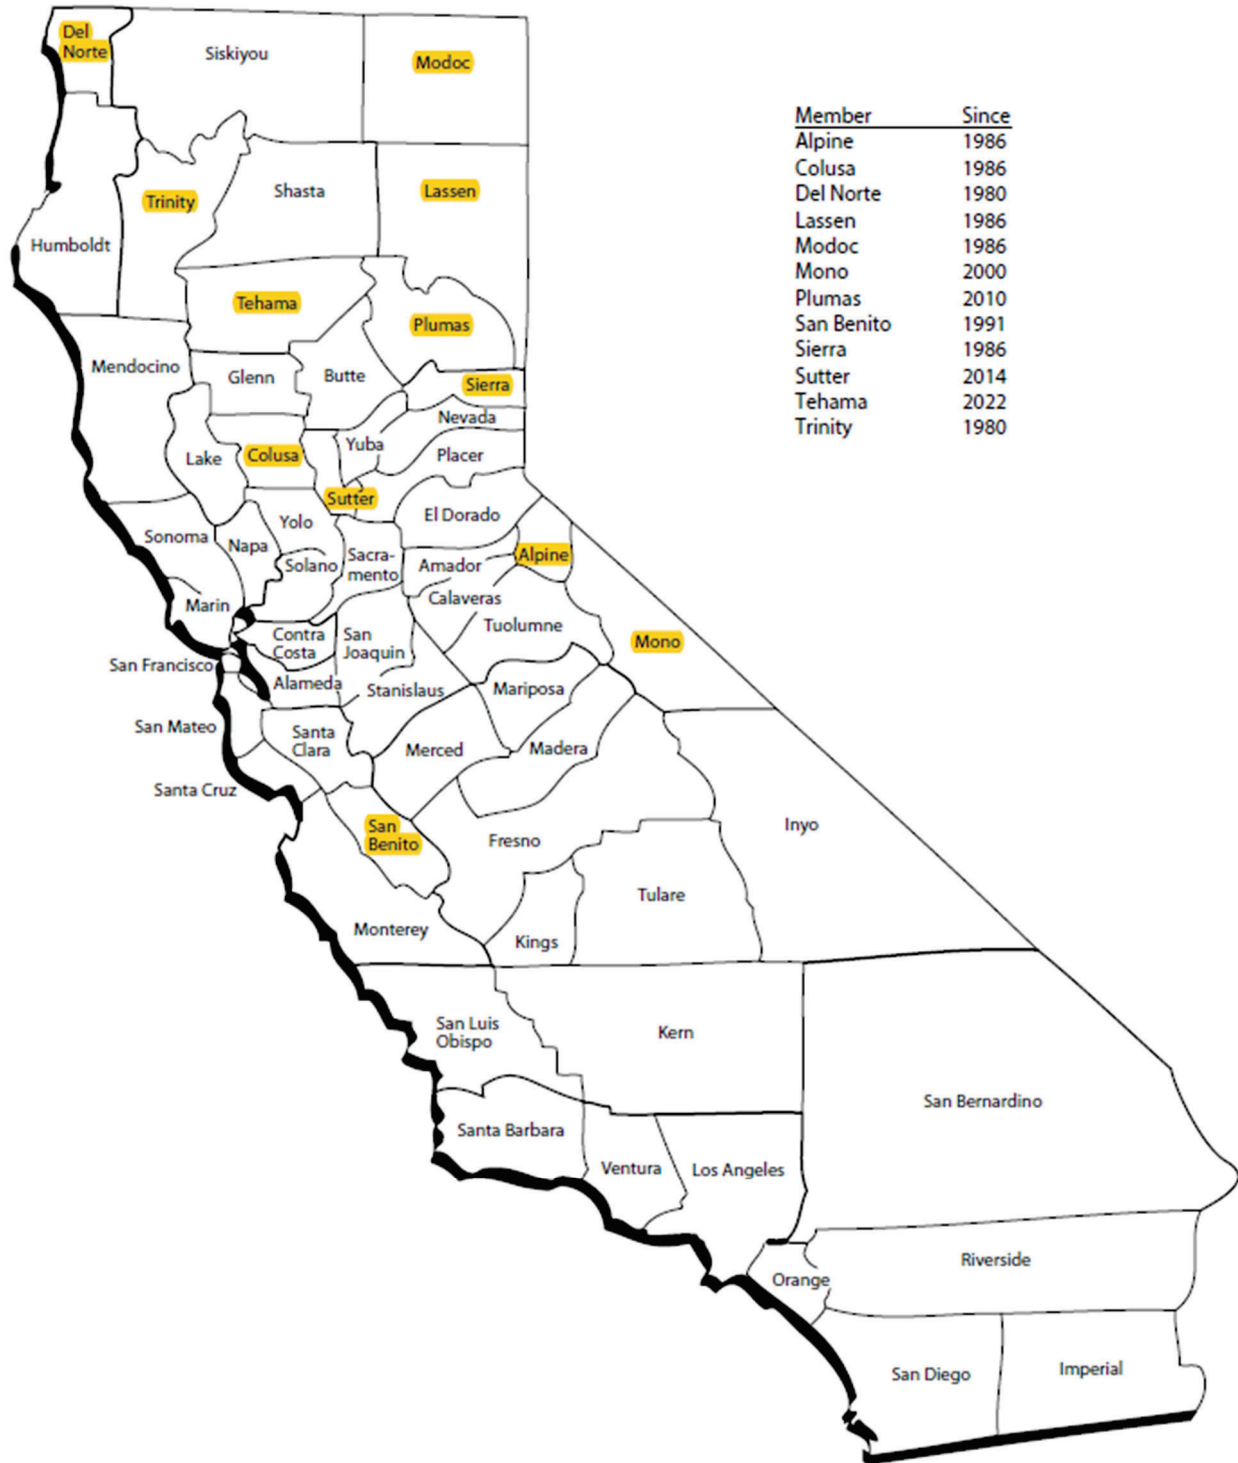 Del
Norte
Siskiyou
Modoc
Member Since
Alpine 1986
Colusa 1986
Del Norte 1980
Lassen 1986
Modoc 1986
Mono 2000
Plumas 2010
San Benito 1991
Sierra 1986
Sutter 2014
Tehama 2022
Trinity 1980
Trinity
Shasta
Lassen
Humboldt
Tehama
Plumas
Mendocino
Glenn
Butte
Sierra
Nevada
Lake
Colusa
Yuba
Placer
Sutter
El Dorado
Sonoma
Napa
Yolo
Solano
Sacra-
mento
Amador
Alpine
Calaveras
Marin
Tuolumne
Contra
Costa
San
Joaquin
Mono
San Francisco
Alameda
Stanislaus
Mariposa
San Mateo
Santa
Clara
Merced
Madera
Santa Cruz
San
Benito
Fresno
Inyo
Tulare
Monterey
Kings
San Luis
Obispo
Kern
San Bernardino
Santa Barbara
Ventura
Los Angeles
Orange
Riverside
San Diego
Imperial